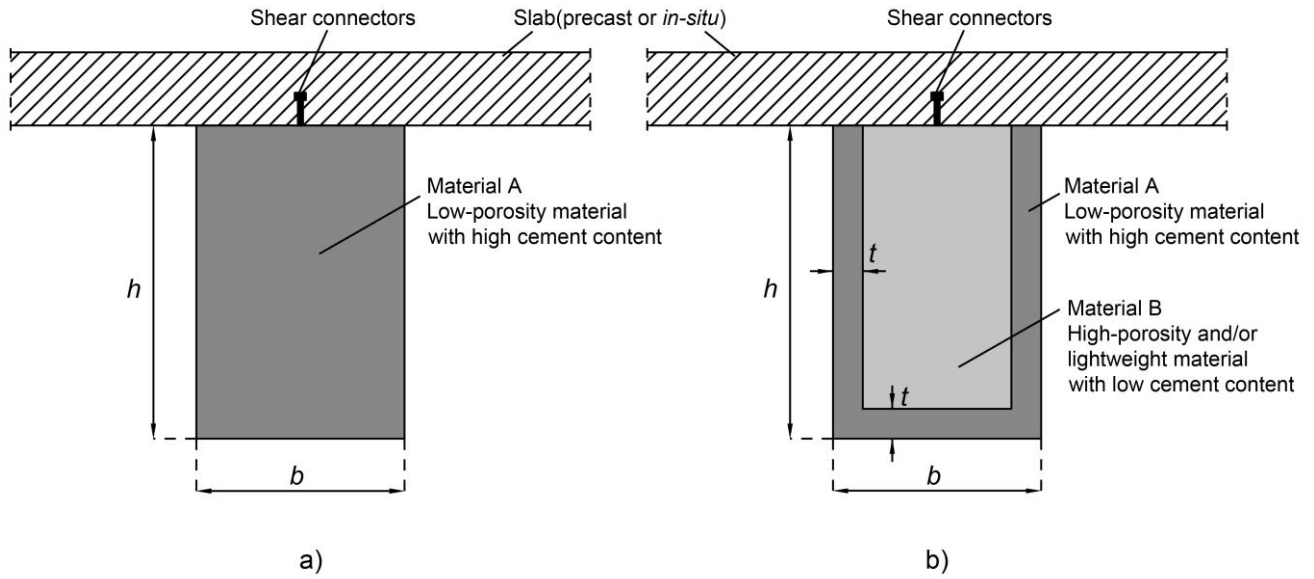 Shear connectors
Slab(precast or in-situ)
Shear connectors
Material A
Low-porosity material
with high cement content
h
b
a)
Material A
Low-porosity material
with high cement content
t
h
Material B
High-porosity and/or
lightweight material
with low cement content
t
b
b)